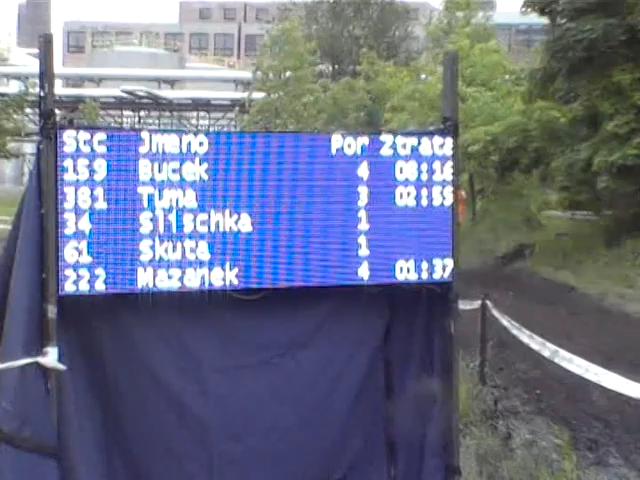 Stc Jmeno Por Ztrata
159 Bucek 4 08:16
381 Tuma 3 02:55
34 Slischka 1
61 Skuta 1
222 Mazanek 4 01:37